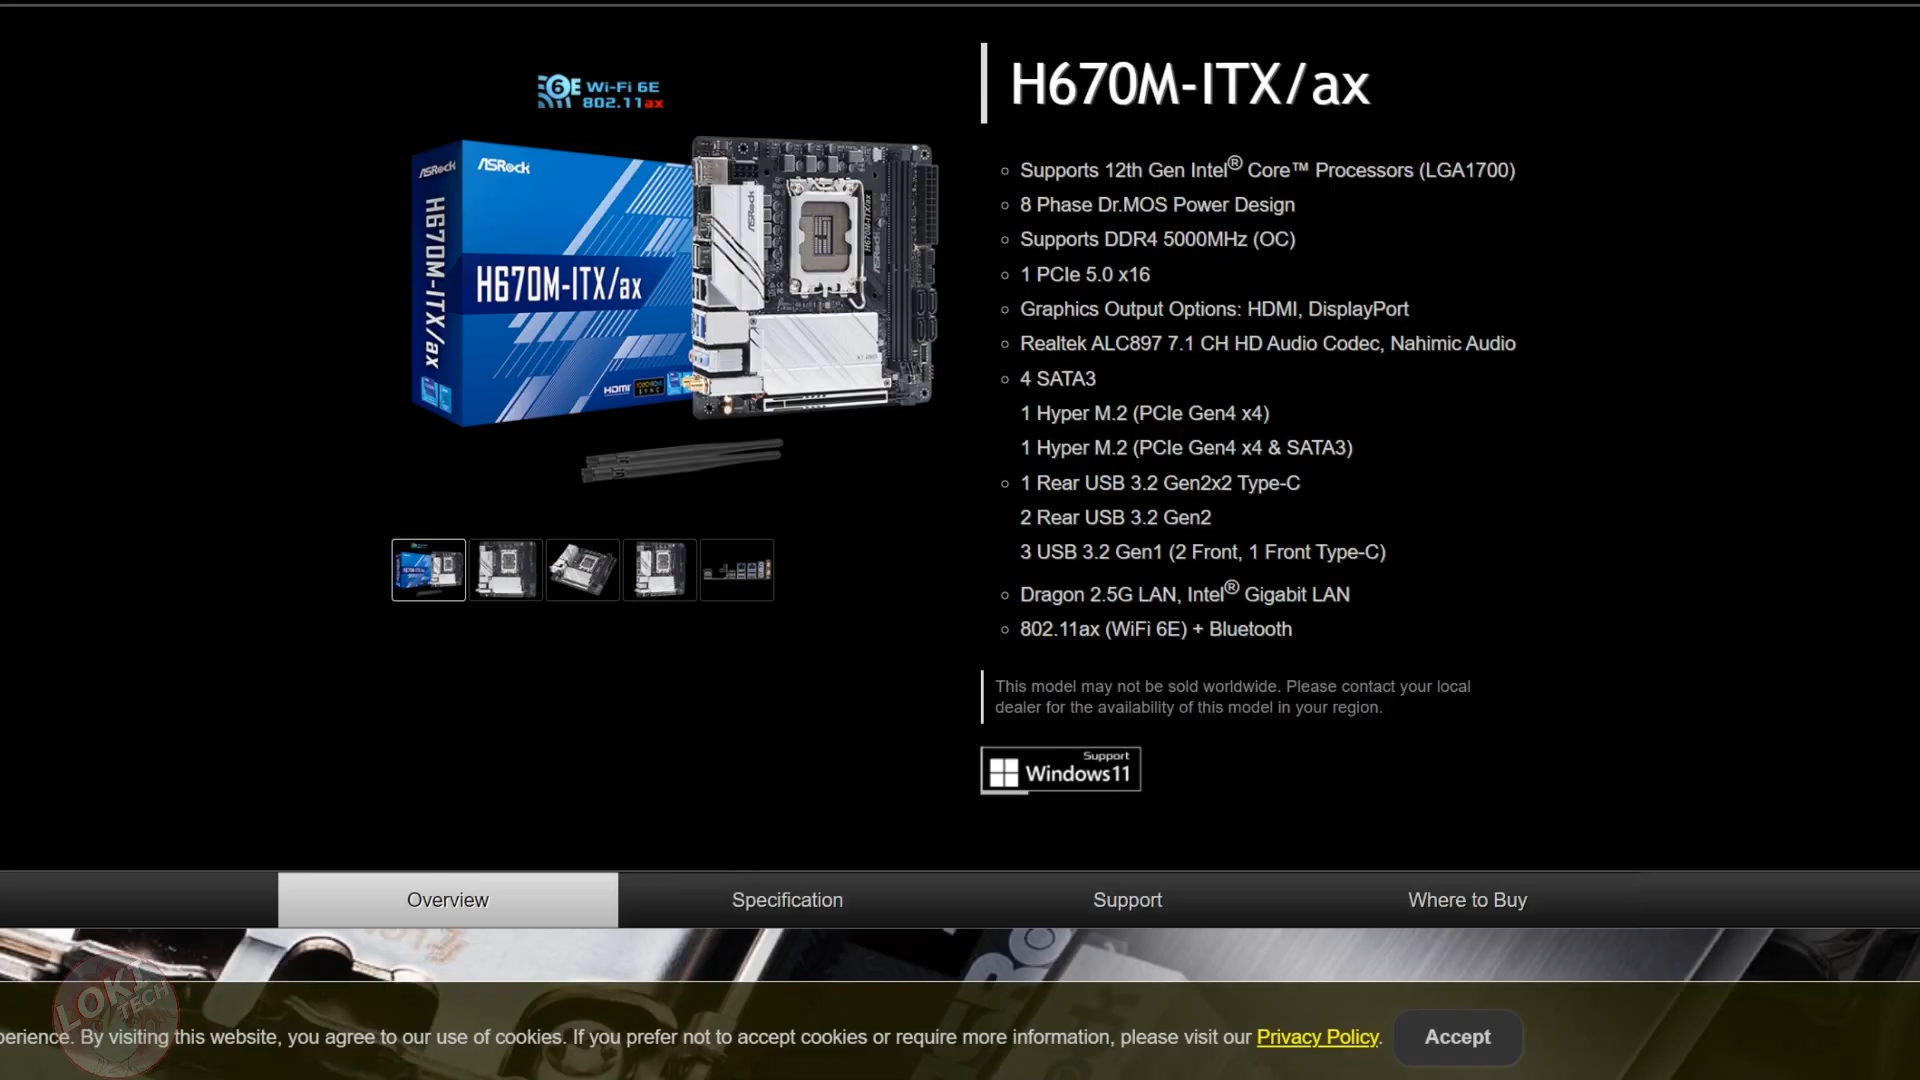 Wi-Fi 6E
802.11ax
ASRock
ASRock
H670M-ITX/ax
H670M-ITX/ax
HDMI
ASRock
H670M-ITX/ax
ASRock
H670M-ITX/ax
Supports 12th Gen Intel® Core™ Processors (LGA1700)
8 Phase Dr.MOS Power Design
Supports DDR4 5000MHz (OC)
1 PCIe 5.0 x16
Graphics Output Options: HDMI, DisplayPort
Realtek ALC897 7.1 CH HD Audio Codec, Nahimic Audio
4 SATA3
1 Hyper M.2 (PCIe Gen4 x4)
1 Hyper M.2 (PCIe Gen4 x4 & SATA3)
1 Rear USB 3.2 Gen2x2 Type-C
2 Rear USB 3.2 Gen2
3 USB 3.2 Gen1 (2 Front, 1 Front Type-C)
Dragon 2.5G LAN, Intel® Gigabit LAN
802.11ax (WiFi 6E) + Bluetooth
This model may not be sold worldwide. Please contact your local
dealer for the availability of this model in your region.
Support
Windows11
Overview
Specification
Support
Where to Buy
LOKI
TECH
perience. By visiting this website, you agree to our use of cookies. If you prefer not to accept cookies or require more information, please visit our Privacy Policy.
Accept